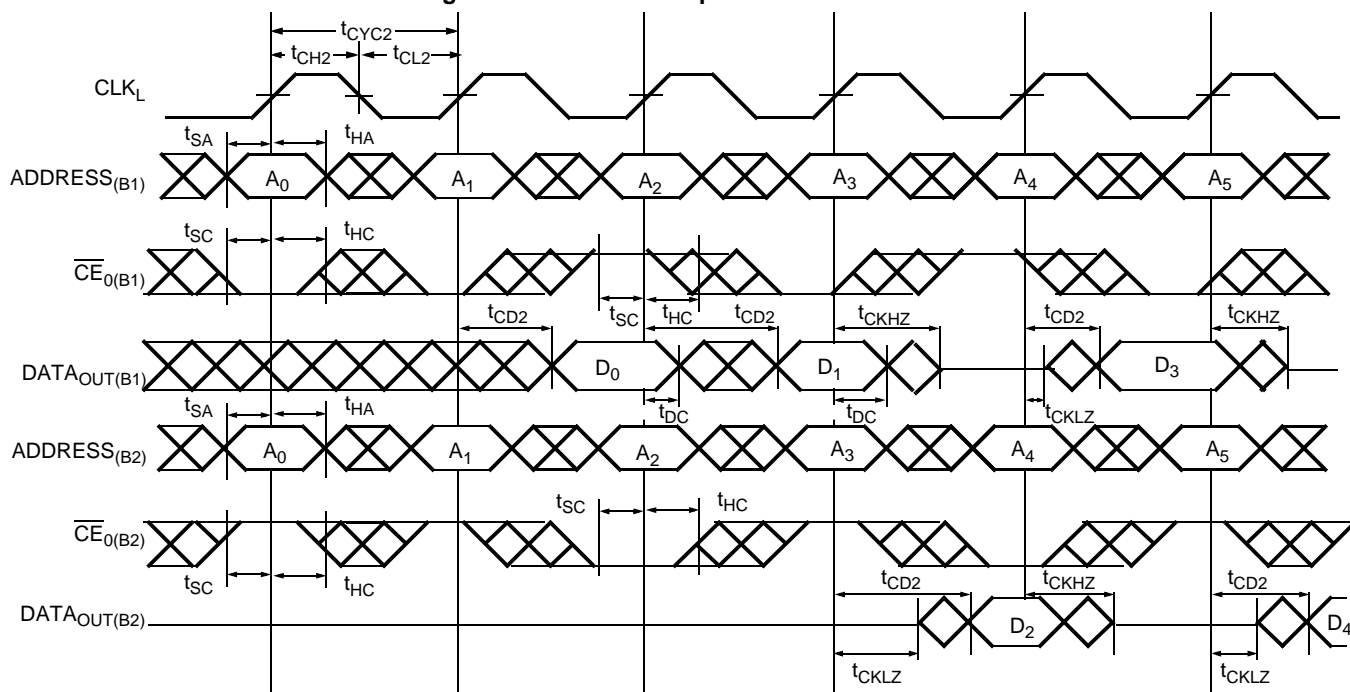 tCYC2
tCH2 tCL2
CLKL
tSA tHA
ADDRESS(B1) A0 A1 A2 A3 A4 A5
tSC tHC
CE0(B1)
tCD2 tSC tHC tCD2 tCKHZ tCD2 tCKHZ
DATAOUT(B1) D0 D1 D3
tSA tHA tDC tDC tCKLZ
ADDRESS(B2) A0 A1 A2 A3 A4 A5
tSC tHC
CE0(B2)
tSC tHC tCD2 tCKHZ tCD2
DATAOUT(B2) D2 D4
tCKLZ tCKLZ